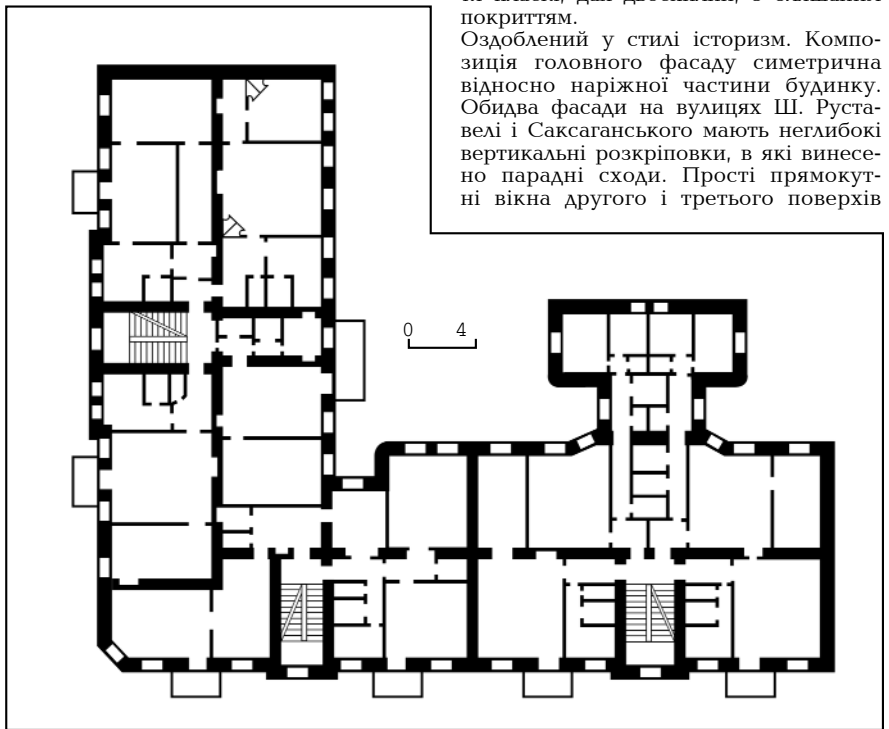 покриттям.
Оздоблений у стилі історизм. Компо-
зиція головного фасаду симетрична
відносно наріжної частини будинку.
Обидва фасади на вулицях Ш. Руста-
велі і Саксаганського мають неглибокі
вертикальні розкріповки, в які винесе-
но парадні сходи. Прості прямокут-
ні вікна другого і третього поверхів
0 4